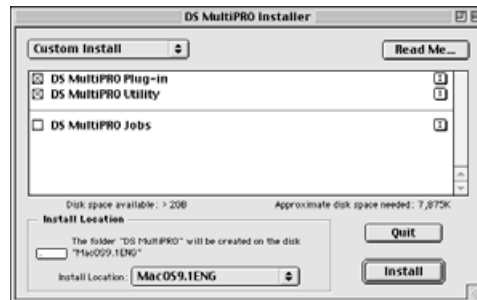 DS MultiPRO Installer
Custom Install
Read Me...
DS MultiPRO Plug-in
DS MultiPRO Utility
DS MultiPRO Jobs
Disk space available: > 2GB
Approximate disk space needed: 7,875K
Install Location
The folder "DS MultiPRO" will be created on the disk
"MacOS9.1ENG"
Install Location: MacOS9.1ENG
Quit
Install